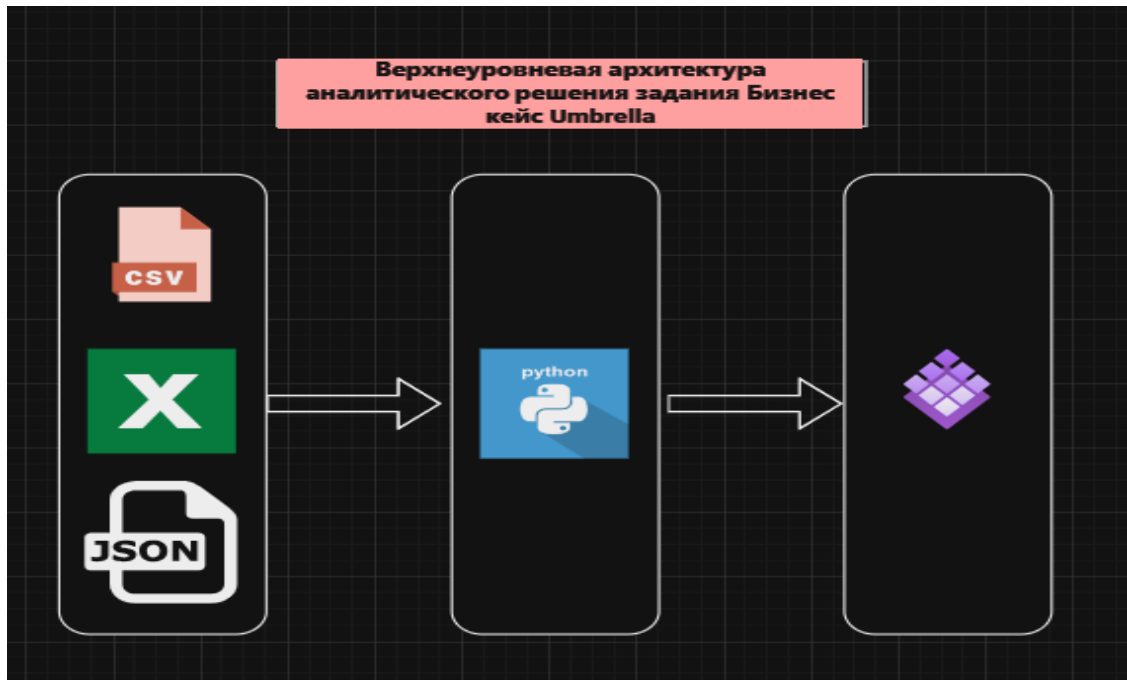 Верхнеуровневая архитектура
аналитического решения задания Бизнес
кейс Umbrella
CSV
X
python
JSON